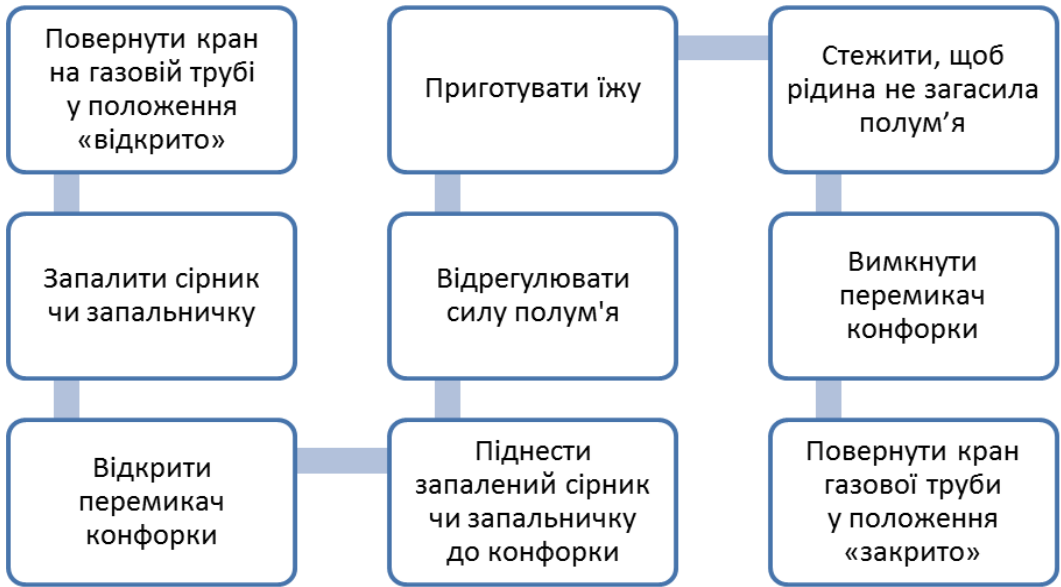 Повернути кран
на газовій трубі
у положення
«відкрито»
Запалити сірник
чи запальничку
Відкрити
перемикач
конфорки
Піднести
запалений сірник
чи запальничку
до конфорки
Відрегулювати
силу полум'я
Приготувати їжу
Стежити, щоб
рідина не загасила
полум’я
Вимкнути
перемикач
конфорки
Повернути кран
газової труби
у положення
«закрито»